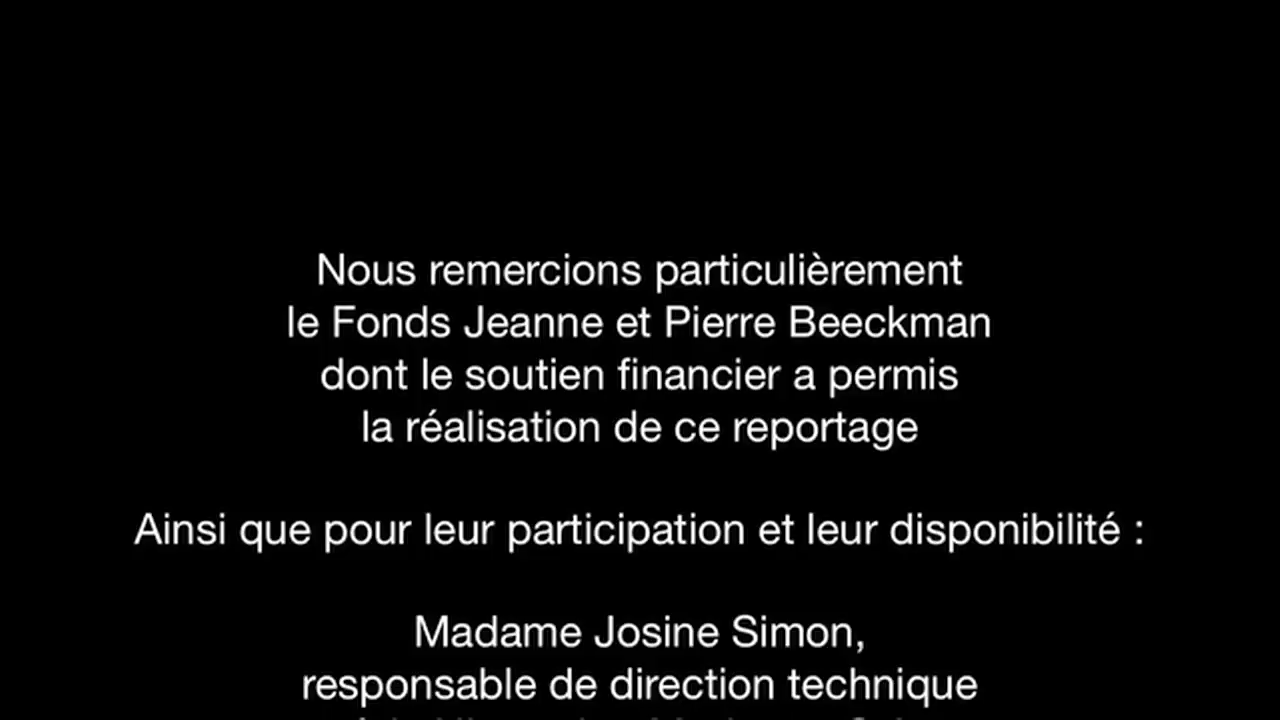 Nous remercions particulièrement
le Fonds Jeanne et Pierre Beeckman
dont le soutien financier a permis
la réalisation de ce reportage
Ainsi que pour leur participation et leur disponibilité :
Madame Josine Simon,
responsable de direction technique